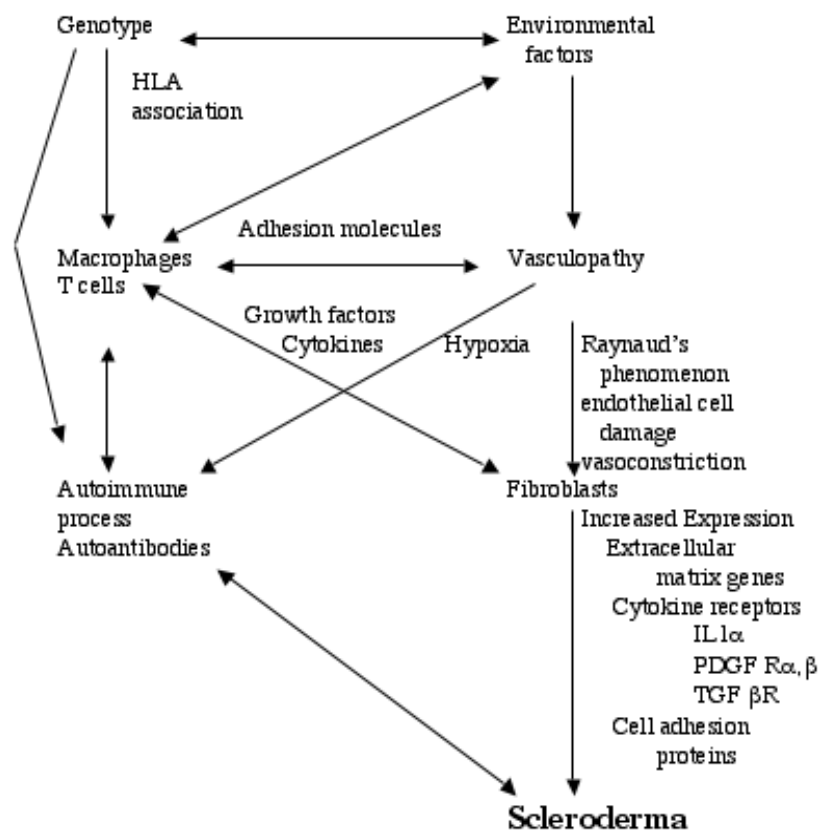 Genotype
Environmental
factors
HLA
association
Adhesion molecules
Macrophages
T cells
Vasculopathy
Growth factors
Cytokines
Hypoxia
Raynaud's
phenomenon
endothelial cell
damage
vasoconstriction
Autoimmune
process
Autoantibodies
Fibroblasts
Increased Expression
Extracellular
matrix genes
Cytokine receptors
IL1α
PDGF Rα, β
TGF βR
Cell adhesion
proteins
Scleroderma